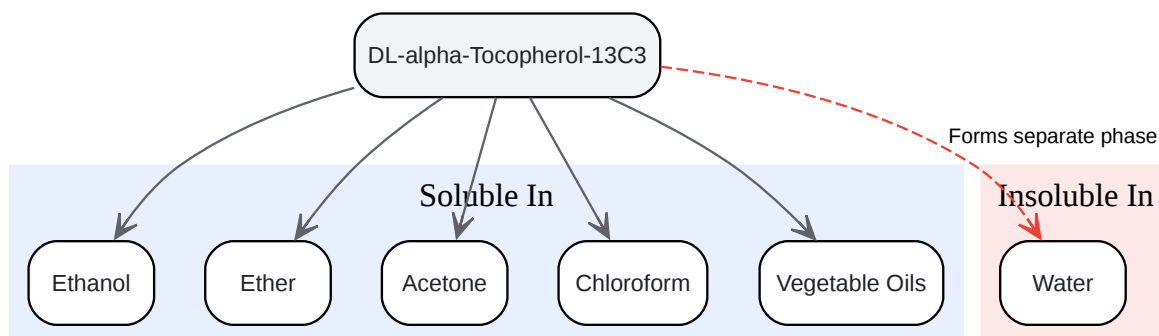 DL-alpha-Tocopherol-13C3
Forms separate phase
Soluble In
Insoluble In
Ethanol
Ether
Acetone
Chloroform
Vegetable Oils
Water